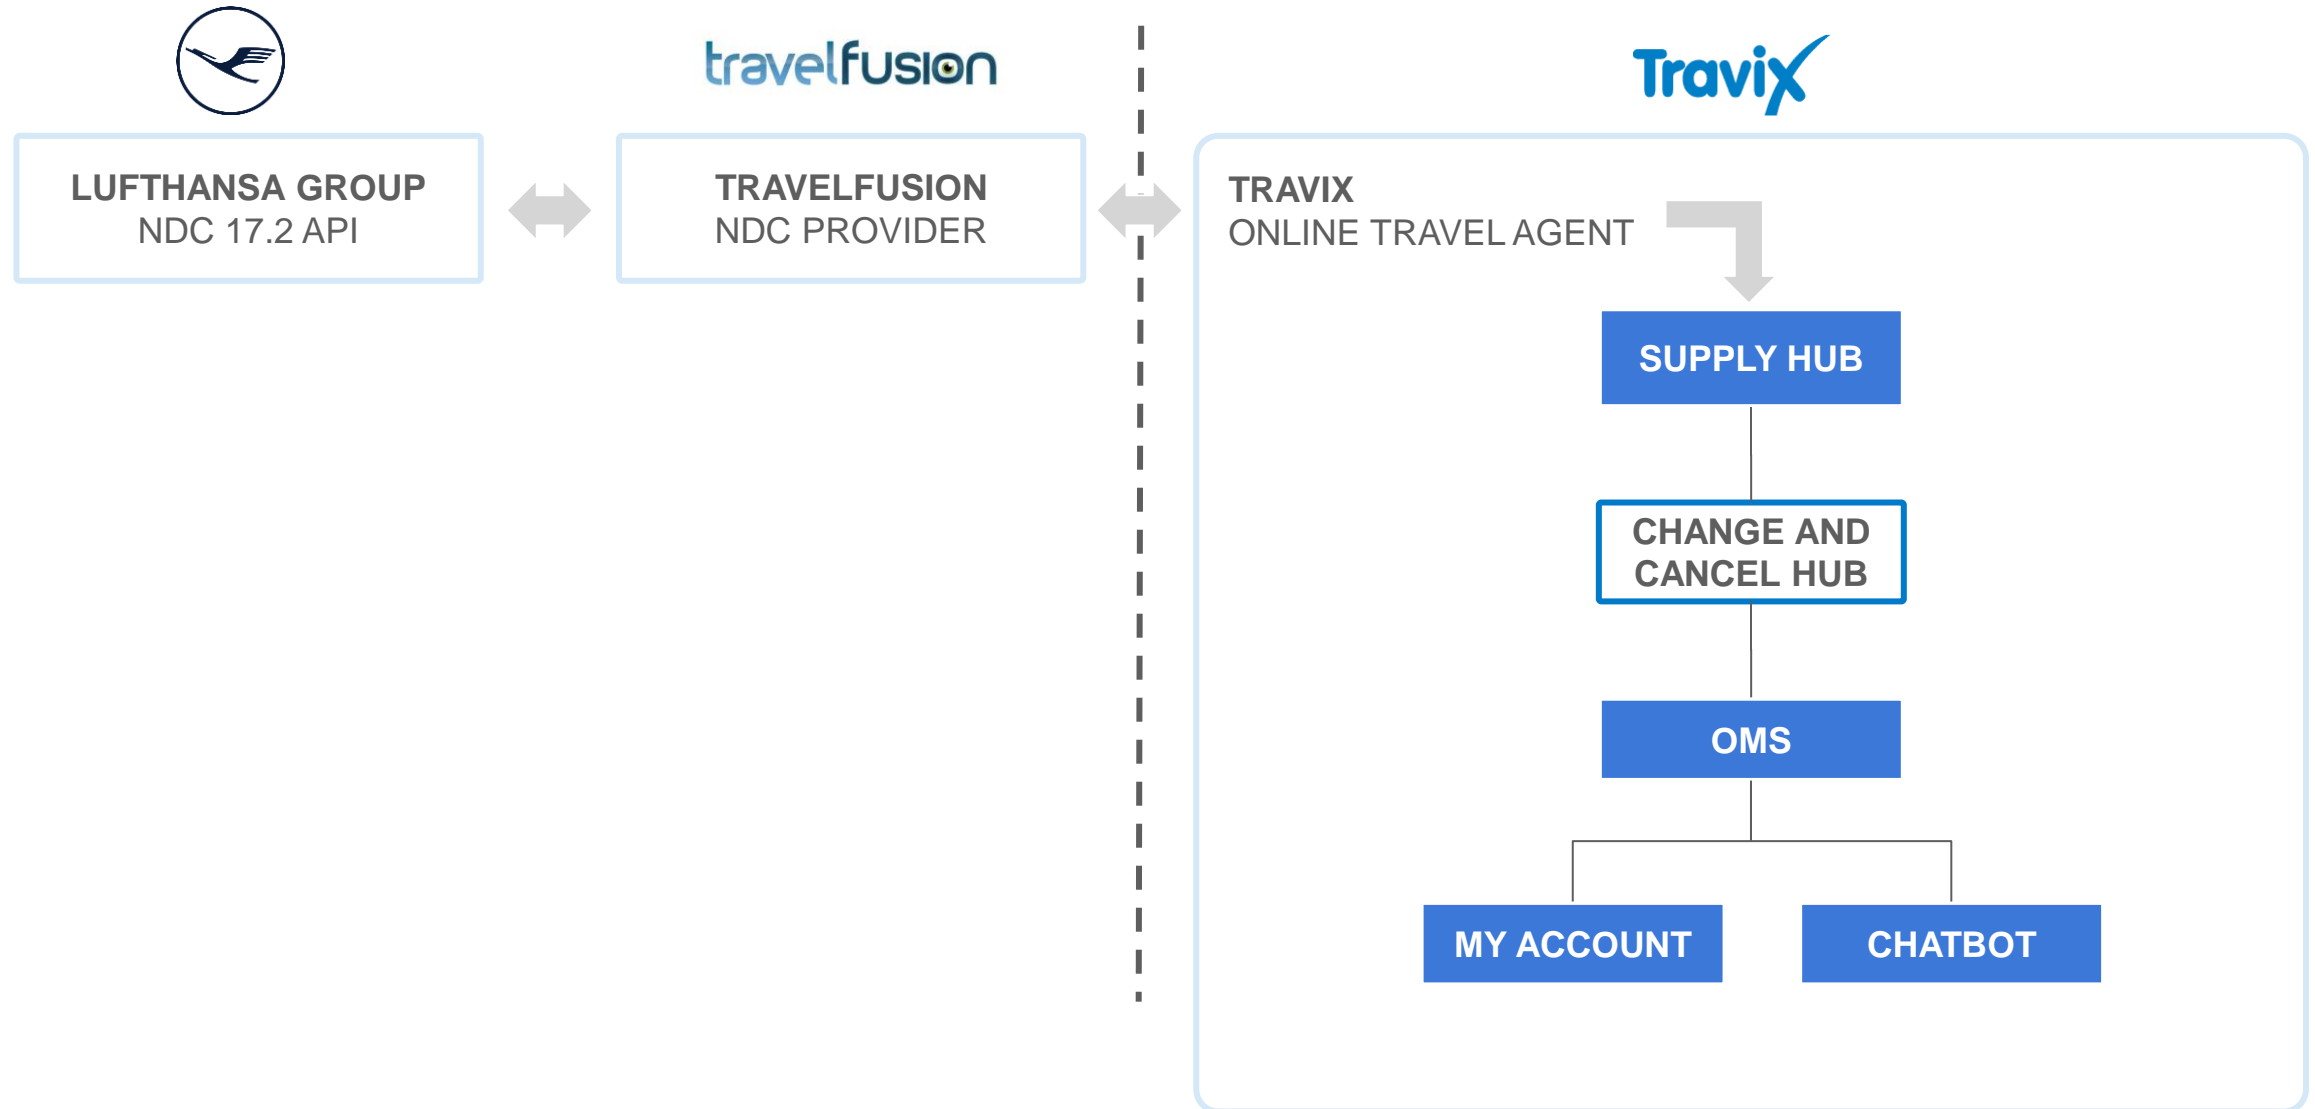 travelfusion
Travix
LUFTHANSA GROUP
NDC 17.2 API
TRAVELFUSION
NDC PROVIDER
TRAVIX
ONLINE TRAVEL AGENT
SUPPLY HUB
CHANGE AND
CANCEL HUB
OMS
MY ACCOUNT
CHATBOT